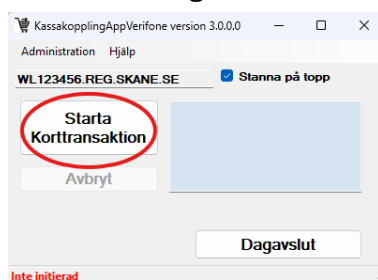 KassakopplingAppVerifone version 3.0.0.0
Administration Hjälp
WL123456.REG.SKANE.SE Stanna på topp
Starta
Korttransaktion
Avbryt
Dagavslut
Inte initierad